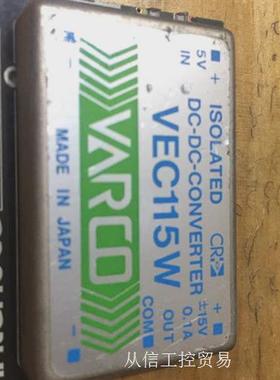 + ISOLATED CR +
5V DC-DC-CONVERTER ±15V
IN 0.1A
VEC115W OUT
COM
VARCO
- MADE IN JAPAN -
从信工控贸易